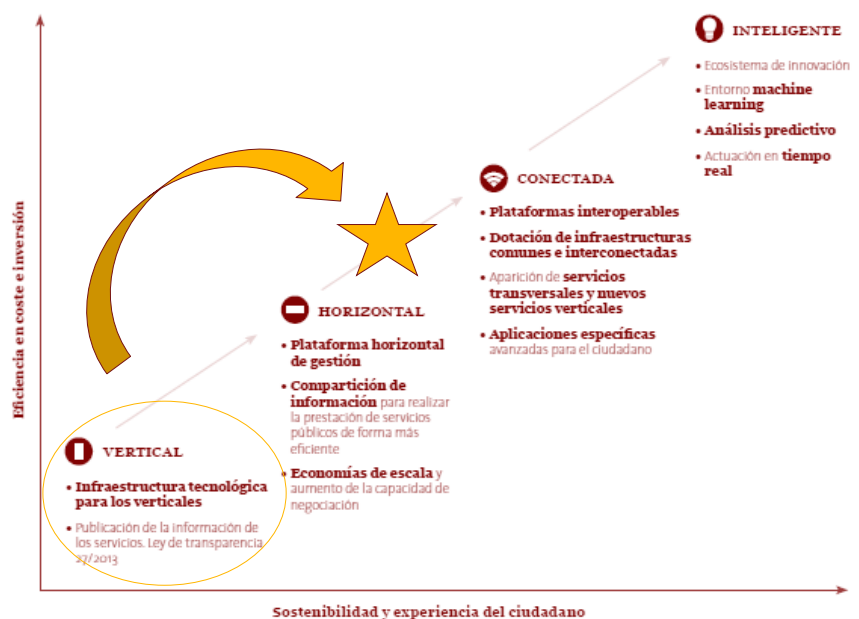 INTELIGENTE
• Ecosistema de innovación
• Entorno machine
learning
• Análisis predictivo
• Actuación en tiempo
real
CONECTADA
• Plataformas interoperables
• Dotación de infraestructuras
comunes e interconectadas
• Aparición de servicios
transversales y nuevos
servicios verticales
• Aplicaciones específicas
avanzadas para el ciudadano
HORIZONTAL
• Plataforma horizontal
de gestión
• Compartición de
información para realizar
la prestación de servicios
públicos de forma más
eficiente
• Economías de escala y
aumento de la capacidad de
negociación
VERTICAL
• Infraestructura tecnológica
para los verticales
• Publicación de la información de
los servicios. Ley de transparencia
27/2013
Eficiencia en coste e inversión
Sostenibilidad y experiencia del ciudadano